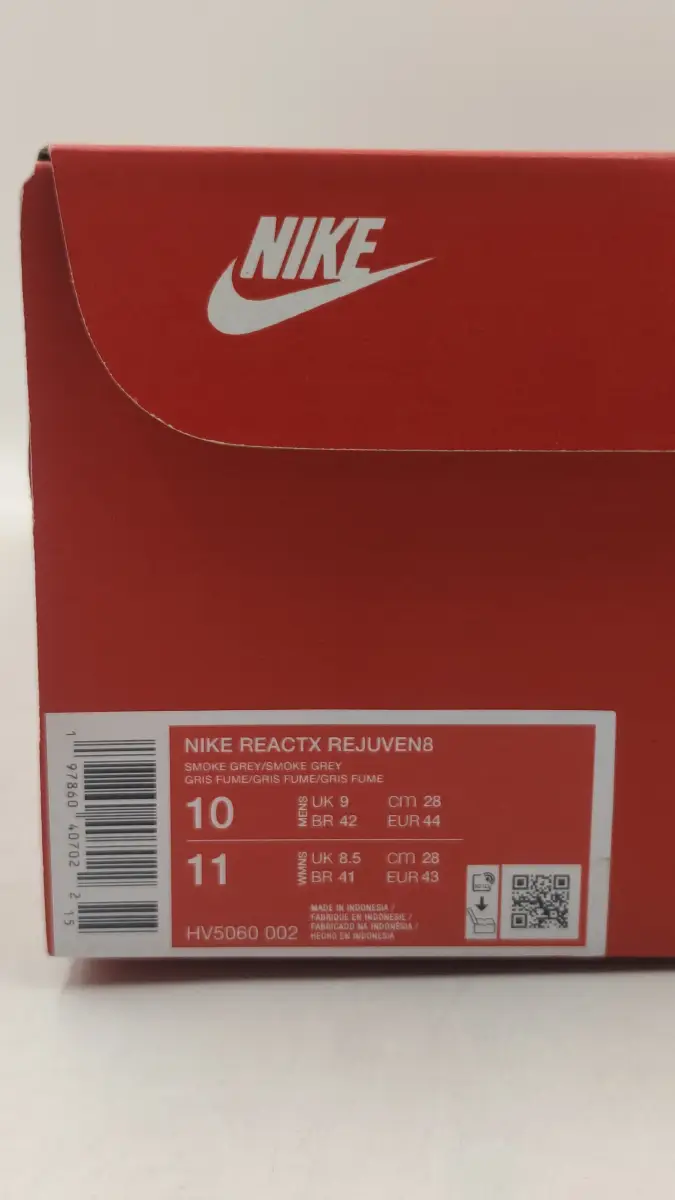 NIKE
NIKE REACTX REJUVEN8
SMOKE GREY/SMOKE GREY
GRIS FUME/GRIS FUME/GRIS FUME
10
MENS
UK 9 cm 28
BR 42 EUR 44
11
WMNS
UK 8.5 cm 28
BR 41 EUR 43
HV5060 002
MADE IN INDONESIA /
FABRIQUE EN INDONESIE /
FABRICADO NA INDONÉSIA /
HECHO EN INDONESIA
1 97860 40702 2 15